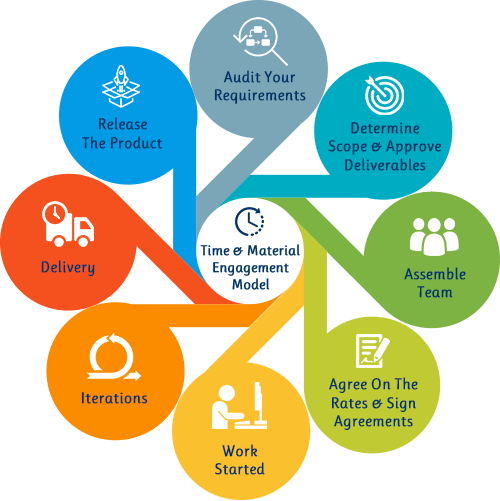 Audit Your
Requirements
Determine
Scope & Approve
Deliverables
Assemble
Team
Agree On The
Rates & Sign
Agreements
Work
Started
Iterations
Delivery
Release
The Product
Time & Material
Engagement
Model